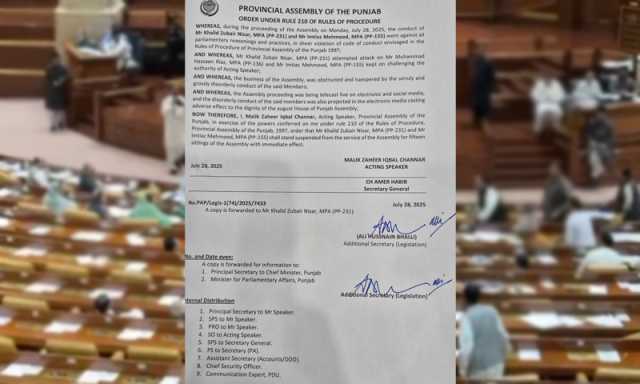 PROVINCIAL ASSEMBLY OF THE PUNJAB
ORDER UNDER RULE 210 OF RULES OF PROCEDURE
WHEREAS, during the proceeding of the Assembly on Monday, July 28, 2025, the conduct of
Mr Khalid Zubair Nisar, MPA (PP-231) and Mr Imtiaz Mehmood, MPA (PP-155) went against all
parliamentary reasonings and practices, in sheer violation of code of conduct envisaged in the
Rules of Procedure of Provincial Assembly of the Punjab 1997;
AND WHEREAS, Mr Khalid Zubair Nisar, MPA (PP-231) attempted attack on Mr Muhammad
Hassaan Riaz, MPA (PP-136) and Mr Imtiaz Mehmood, MPA (PP-155) kept on challenging the
authority of Acting Speaker;
AND WHEREAS, the business of the Assembly, was obstructed and hampered by the unruly and
grossly disorderly conduct of the said Members.
AND WHEREAS, the Assembly proceeding was being telecast live on electronic and social media,
and the disorderly conduct of the said members was also projected in the electronic media casting
adverse effect to the dignity of the august House of Punjab Assembly;
NOW THEREFORE, I, Malik Zaheer Iqbal Channar, Acting Speaker, Provincial Assembly of the
Punjab, in exercise of the powers conferred on me under rule 210 of the Rules of Procedure,
Provincial Assembly of the Punjab, 1997, order that Mr Khalid Zubair Nisar, MPA (PP-231) and Mr
Imtiaz Mehmood, MPA (PP-155) shall stand suspended from the service of the Assembly for fifteen
sittings of the Assembly with immediate effect.
July 28, 2025
MALIK ZAHEER IQBAL CHANNAR
ACTING SPEAKER
CH AMER HABIB
Secretary General
No.PAP/Legis-1(74)/2025/7433 July 28, 2025
A copy is forwarded to Mr Khalid Zubair Nisar, MPA (PP-231)
(ALI HUSSNAIN BHALLI)
Additional Secretary (Legislation)
No. and Date even:
A copy is forwarded for information to:
1. Principal Secretary to Chief Minister, Punjab
2. Minister for Parliamentary Affairs, Punjab
Additional Secretary (Legislation)
Internal Distribution
1. Principal Secretary to Mr Speaker.
2. SPS to Mr Speaker.
3. PRO to Mr Speaker.
4. SO to Acting Speaker.
5. SPS to Secretary General.
6. PS to Secretary (PA).
7. Assistant Secretary (Accounts/DDO)
8. Chief Security Officer.
9. Communication Expert, PDU.